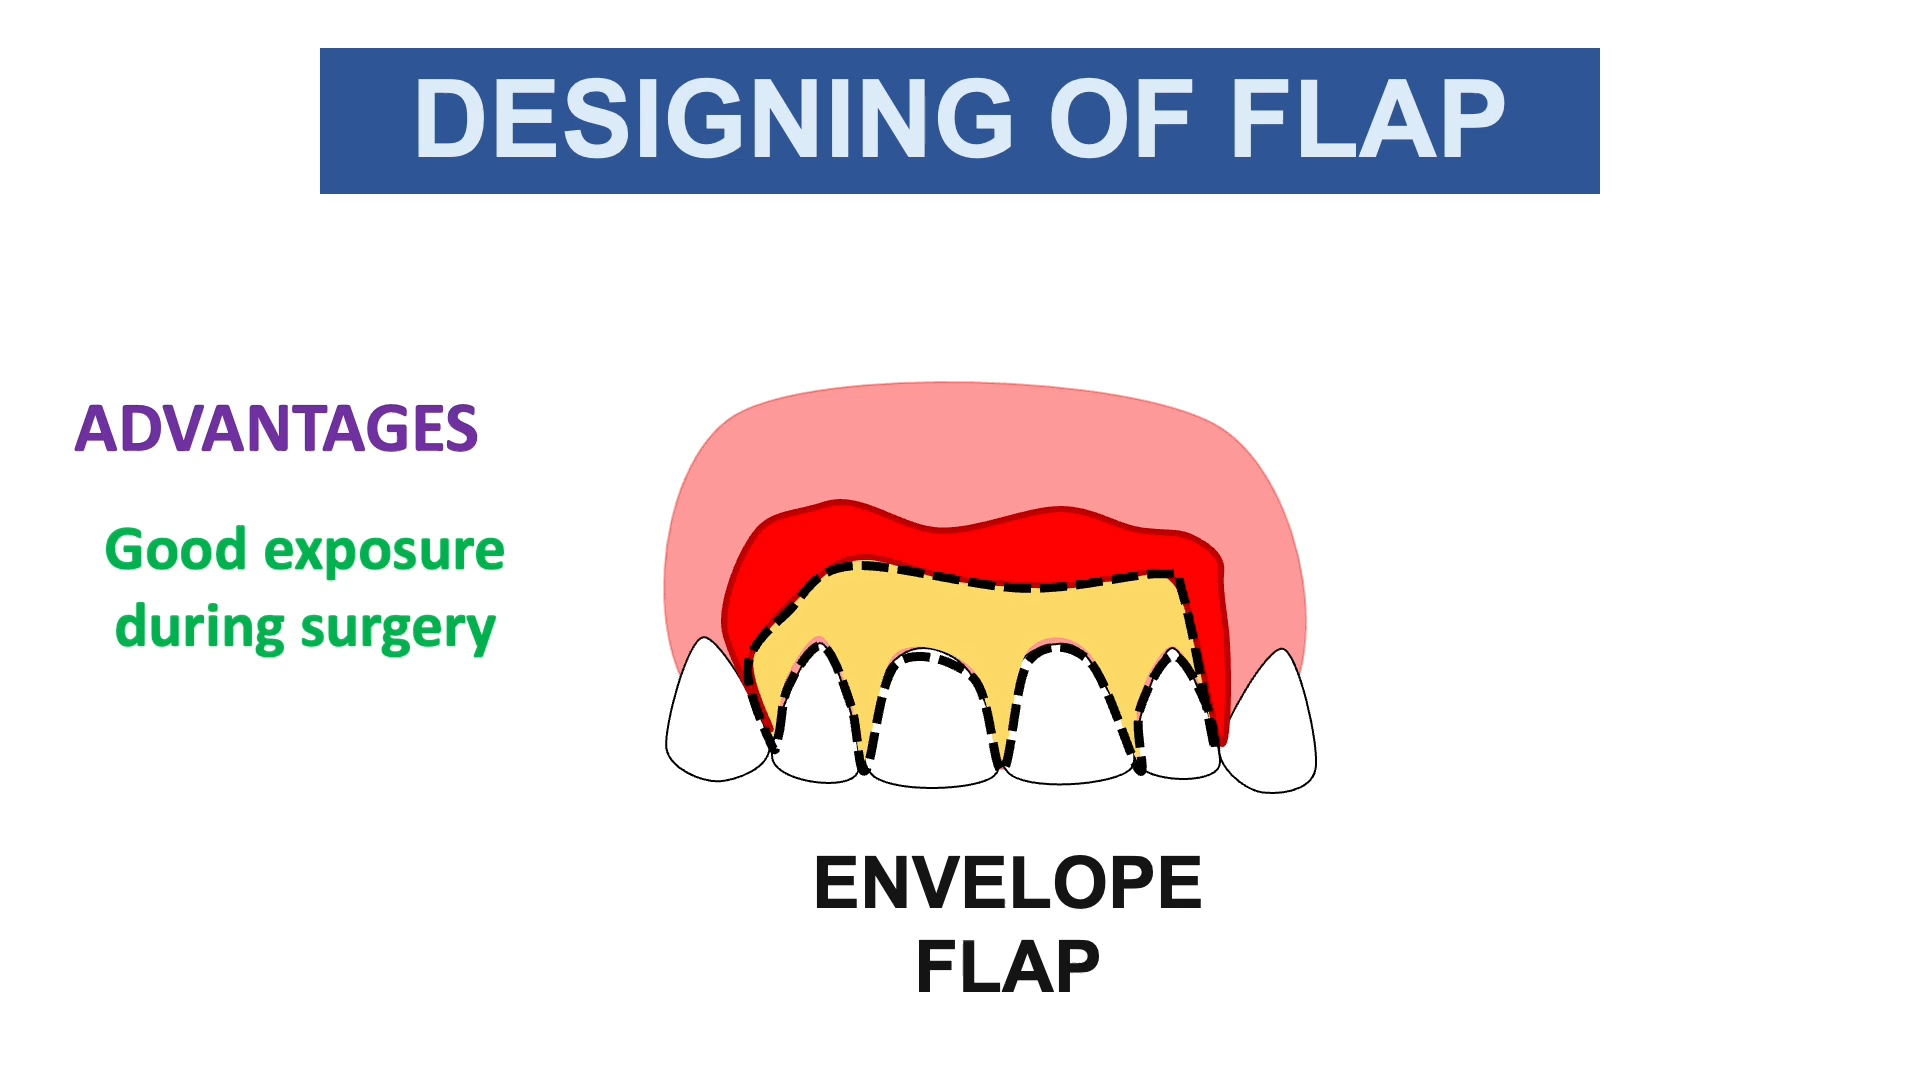 DESIGNING OF FLAP
ADVANTAGES
Good exposure
during surgery
ENVELOPE
FLAP